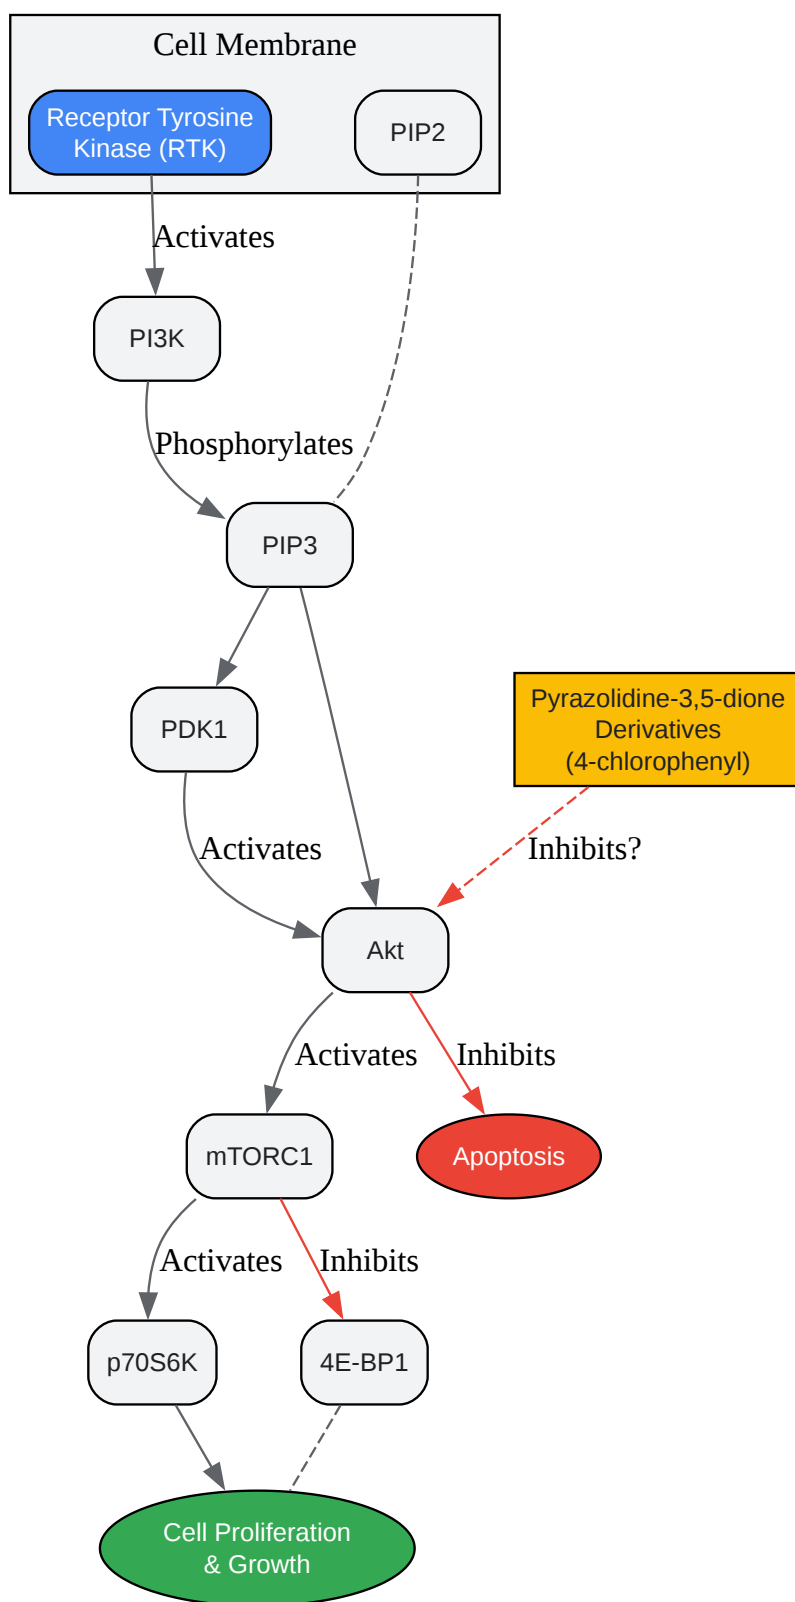 Cell Membrane
Receptor Tyrosine
Kinase (RTK)
PIP2
Activates
PI3K
Phosphorylates
PIP3
PDK1
Pyrazolidine-3,5-dione
Derivatives
(4-chlorophenyl)
Activates
Inhibits?
Akt
Activates
Inhibits
mTORC1
Apoptosis
Activates
Inhibits
p70S6K
4E-BP1
Cell Proliferation
& Growth